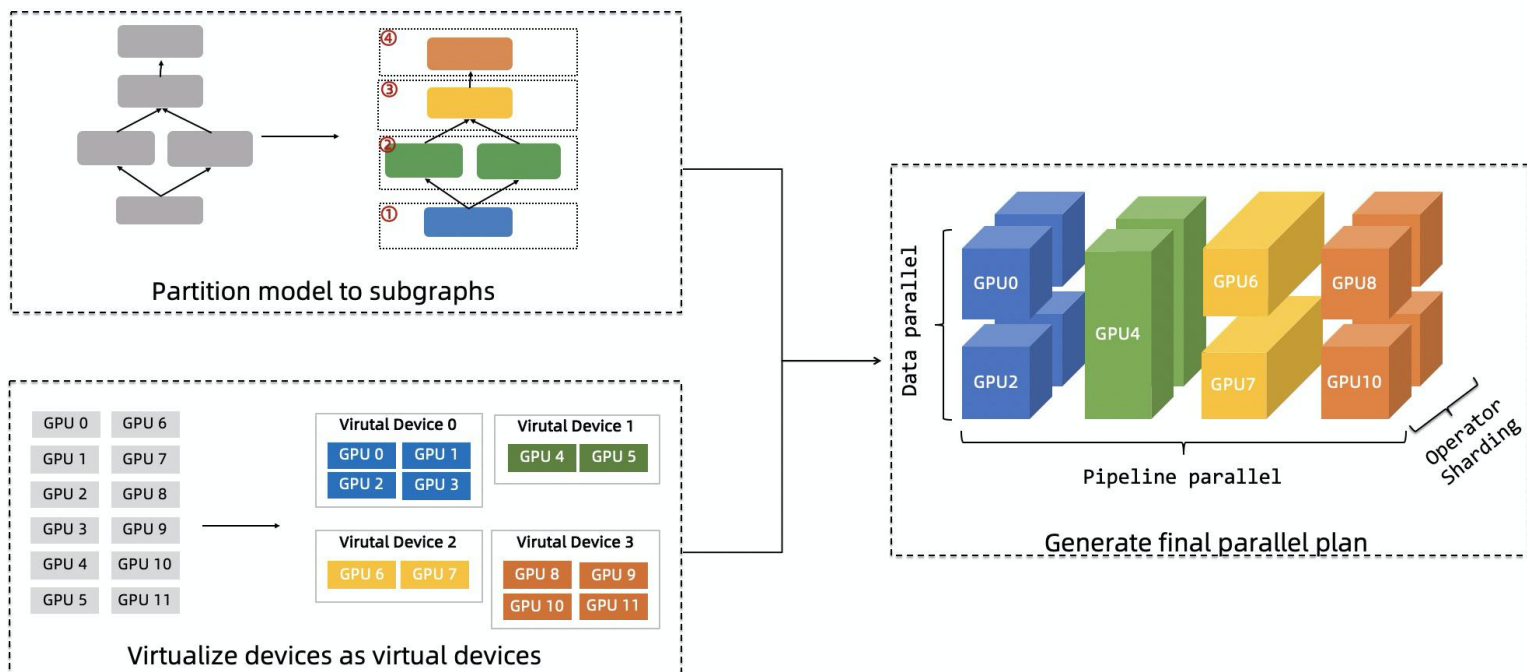 ④
③
②
①
Partition model to subgraphs
GPU 0 GPU 6
GPU 1 GPU 7
GPU 2 GPU 8
GPU 3 GPU 9
GPU 4 GPU 10
GPU 5 GPU 11
Virutal Device 0
GPU 0 GPU 1
GPU 2 GPU 3
Virutal Device 1
GPU 4 GPU 5
Virutal Device 2
GPU 6 GPU 7
Virutal Device 3
GPU 8 GPU 9
GPU 10 GPU 11
Virtualize devices as virtual devices
Data parallel
GPU0
GPU2
GPU4
GPU6
GPU7
GPU8
GPU10
Pipeline parallel
Operator
Sharding
Generate final parallel plan